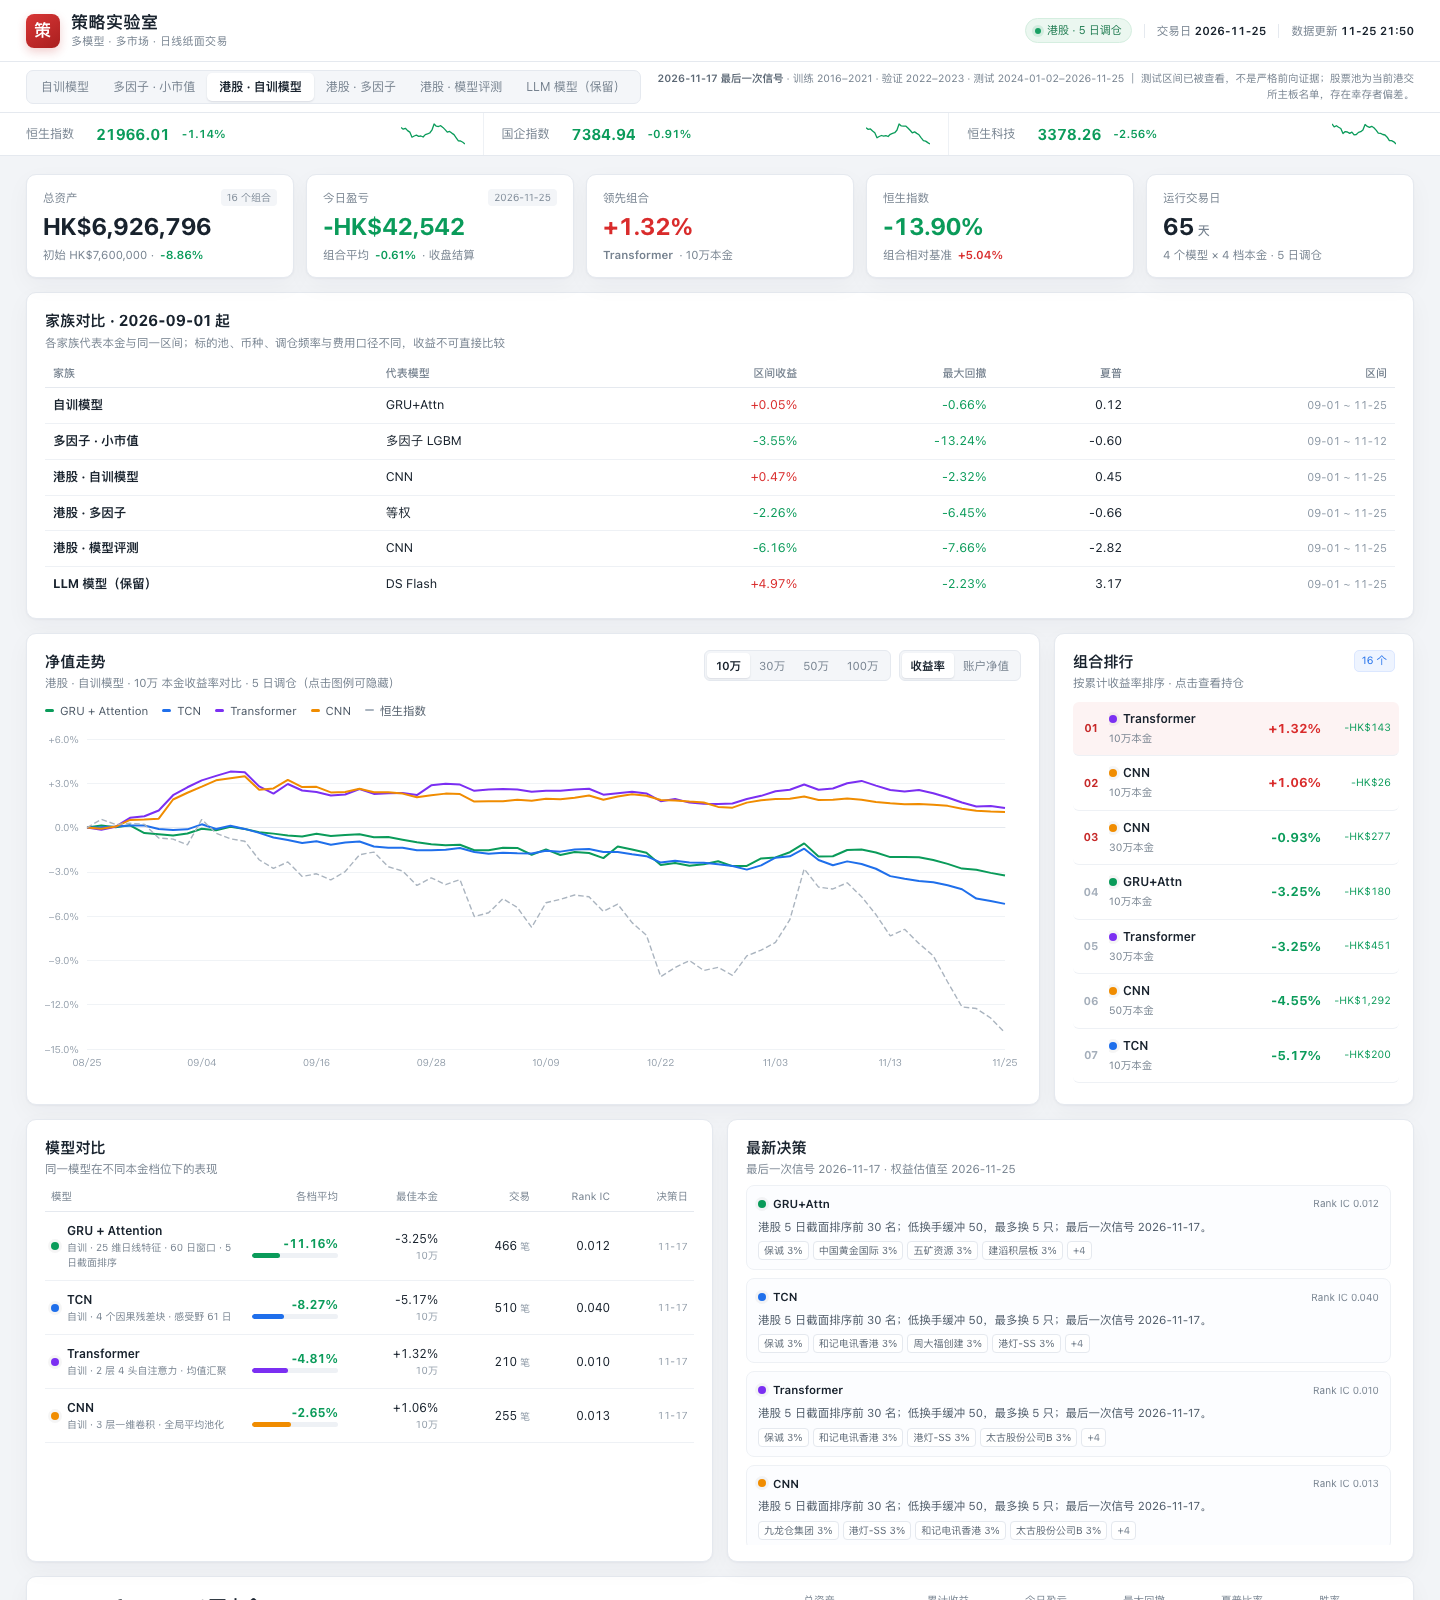 策 策略实验室
多模型 · 多市场 · 日线纸面交易
港股 · 5 日调仓 交易日 2026-11-25 数据更新 11-25 21:50
自训模型 多因子 · 小市值 港股 · 自训模型 港股 · 多因子 港股 · 模型评测 LLM 模型（保留）
2026-11-17 最后一次信号 · 训练 2016–2021 · 验证 2022–2023 · 测试 2024-01-02–2026-11-25 | 测试区间已被查看，不是严格前向证据；股票池为当前港交
所主板名单，存在幸存者偏差。
恒生指数 21966.01 -1.14% 国企指数 7384.94 -0.91% 恒生科技 3378.26 -2.56%
总资产 16 个组合
HK$6,926,796
初始 HK$7,600,000 · -8.86%
今日盈亏 2026-11-25
-HK$42,542
组合平均 -0.61% · 收盘结算
领先组合
+1.32%
Transformer · 10万本金
恒生指数
-13.90%
组合相对基准 +5.04%
运行交易日
65 天
4 个模型 × 4 档本金 · 5 日调仓
家族对比 · 2026-09-01 起
各家族代表本金与同一区间；标的池、币种、调仓频率与费用口径不同，收益不可直接比较
家族 代表模型 区间收益 最大回撤 夏普 区间
自训模型 GRU+Attn +0.05% -0.66% 0.12 09-01 ~ 11-25
多因子 · 小市值 多因子 LGBM -3.55% -13.24% -0.60 09-01 ~ 11-12
港股 · 自训模型 CNN +0.47% -2.32% 0.45 09-01 ~ 11-25
港股 · 多因子 等权 -2.26% -6.45% -0.66 09-01 ~ 11-25
港股 · 模型评测 CNN -6.16% -7.66% -2.82 09-01 ~ 11-25
LLM 模型（保留） DS Flash +4.97% -2.23% 3.17 09-01 ~ 11-25
净值走势
港股 · 自训模型 · 10万 本金收益率对比 · 5 日调仓（点击图例可隐藏）
10万 30万 50万 100万 收益率 账户净值
GRU + Attention TCN Transformer CNN 恒生指数
+6.0%
+3.0%
0.0%
−3.0%
−6.0%
−9.0%
−12.0%
−15.0%
08/25 09/04 09/16 09/28 10/09 10/22 11/03 11/13 11/25
组合排行 16 个
按累计收益率排序 · 点击查看持仓
01 Transformer +1.32% -HK$143
10万本金
02 CNN +1.06% -HK$26
10万本金
03 CNN -0.93% -HK$277
30万本金
04 GRU+Attn -3.25% -HK$180
10万本金
05 Transformer -3.25% -HK$451
30万本金
06 CNN -4.55% -HK$1,292
50万本金
07 TCN -5.17% -HK$200
10万本金
模型对比
同一模型在不同本金档位下的表现
模型 各档平均 最佳本金 交易 Rank IC 决策日
GRU + Attention -11.16% -3.25% 466 笔 0.012 11-17
自训 · 25 维日线特征 · 60 日窗口 · 5 10万
日截面排序
TCN -8.27% -5.17% 510 笔 0.040 11-17
自训 · 4 个因果残差块 · 感受野 61 日 10万
Transformer -4.81% +1.32% 210 笔 0.010 11-17
自训 · 2 层 4 头自注意力 · 均值汇聚 10万
CNN -2.65% +1.06% 255 笔 0.013 11-17
自训 · 3 层一维卷积 · 全局平均池化 10万
最新决策
最后一次信号 2026-11-17 · 权益估值至 2026-11-25
GRU+Attn Rank IC 0.012
港股 5 日截面排序前 30 名；低换手缓冲 50，最多换 5 只；最后一次信号 2026-11-17。
保诚 3% 中国黄金国际 3% 五矿资源 3% 建滔积层板 3% +4
TCN Rank IC 0.040
港股 5 日截面排序前 30 名；低换手缓冲 50，最多换 5 只；最后一次信号 2026-11-17。
保诚 3% 和记电讯香港 3% 周大福创建 3% 港灯-SS 3% +4
Transformer Rank IC 0.010
港股 5 日截面排序前 30 名；低换手缓冲 50，最多换 5 只；最后一次信号 2026-11-17。
保诚 3% 和记电讯香港 3% 港灯-SS 3% 太古股份公司B 3% +4
CNN Rank IC 0.013
港股 5 日截面排序前 30 名；低换手缓冲 50，最多换 5 只；最后一次信号 2026-11-17。
九龙仓集团 3% 港灯-SS 3% 和记电讯香港 3% 太古股份公司B 3% +4
总资产 累计收益 今日盈亏 最大回撤 夏普比率 胜率